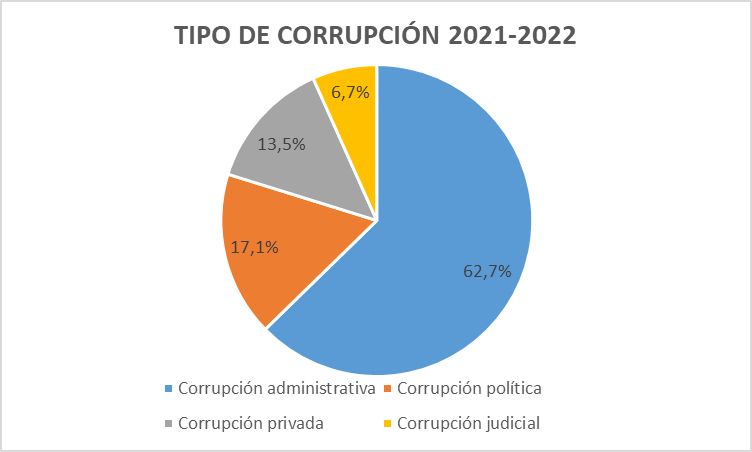 TIPO DE CORRUPCIÓN 2021-2022
6,7%
13,5%
17,1%
62,7%
Corrupción administrativa
Corrupción política
Corrupción privada
Corrupción judicial